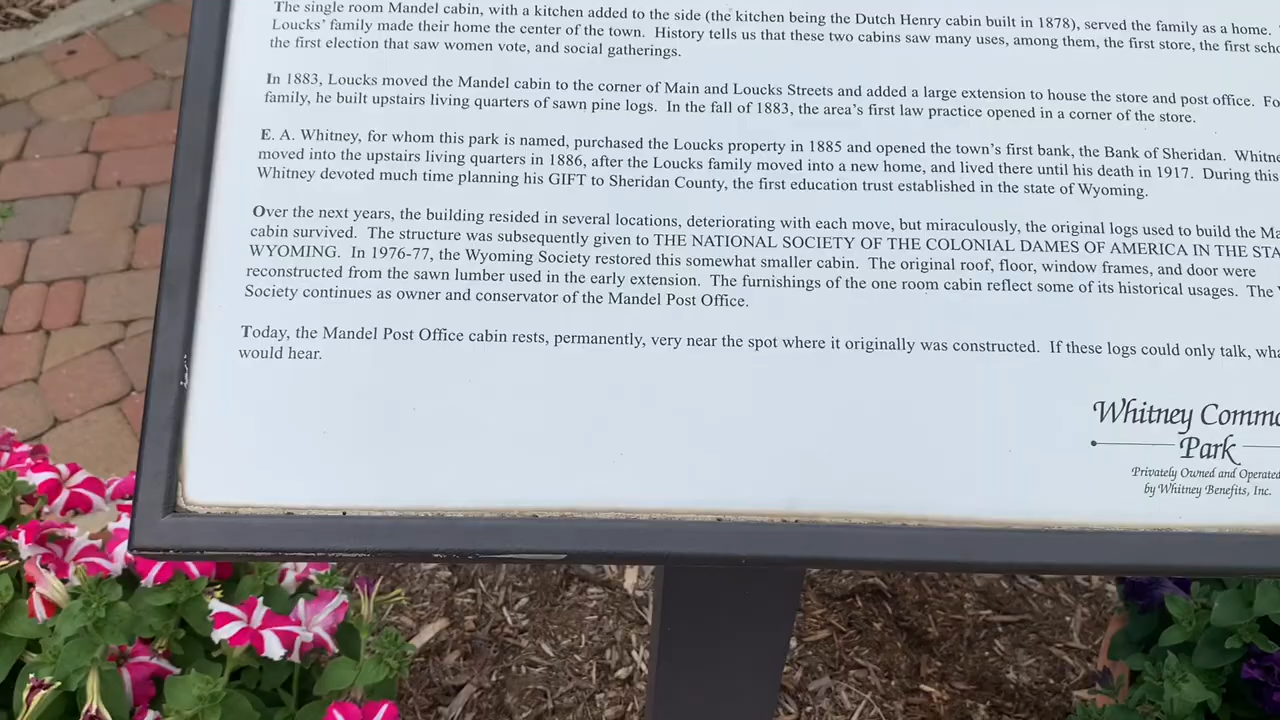 The single room Mandel cabin, with a kitchen added to the side (the kitchen being the Dutch Henry cabin built in 1878), served the family as a home.
Loucks' family made their home the center of the town. History tells us that these two cabins saw many uses, among them, the first store, the first
the first election that saw women vote, and social gatherings.
In 1883, Loucks moved the Mandel cabin to the corner of Main and Loucks Streets and added a large extension to house the store and post office.
family, he built upstairs living quarters of sawn pine logs. In the fall of 1883, the area's first law practice opened in a corner of the store.
E. A. Whitney, for whom this park is named, purchased the Loucks property in 1885 and opened the town's first bank, the Bank of Sheridan.
moved into the upstairs living quarters in 1886, after the Loucks family moved into a new home, and lived there until his death in 1917. During this
Whitney devoted much time planning his GIFT to Sheridan County, the first education trust established in the state of Wyoming.
Over the next years, the building resided in several locations, deteriorating with each move, but miraculously, the original logs used to build the
cabin survived. The structure was subsequently given to THE NATIONAL SOCIETY OF THE COLONIAL DAMES OF AMERICA IN THE
WYOMING. In 1976-77, the Wyoming Society restored this somewhat smaller cabin. The original roof, floor, window frames, and door were
reconstructed from the sawn lumber used in the early extension. The furnishings of the one room cabin reflect some of its historical usages. The
Society continues as owner and conservator of the Mandel Post Office.
Today, the Mandel Post Office cabin rests, permanently, very near the spot where it originally was constructed. If these logs could only talk,
would hear.
Whitney
Park
Privately Owned and Operated
by Whitney Benefits, Inc.